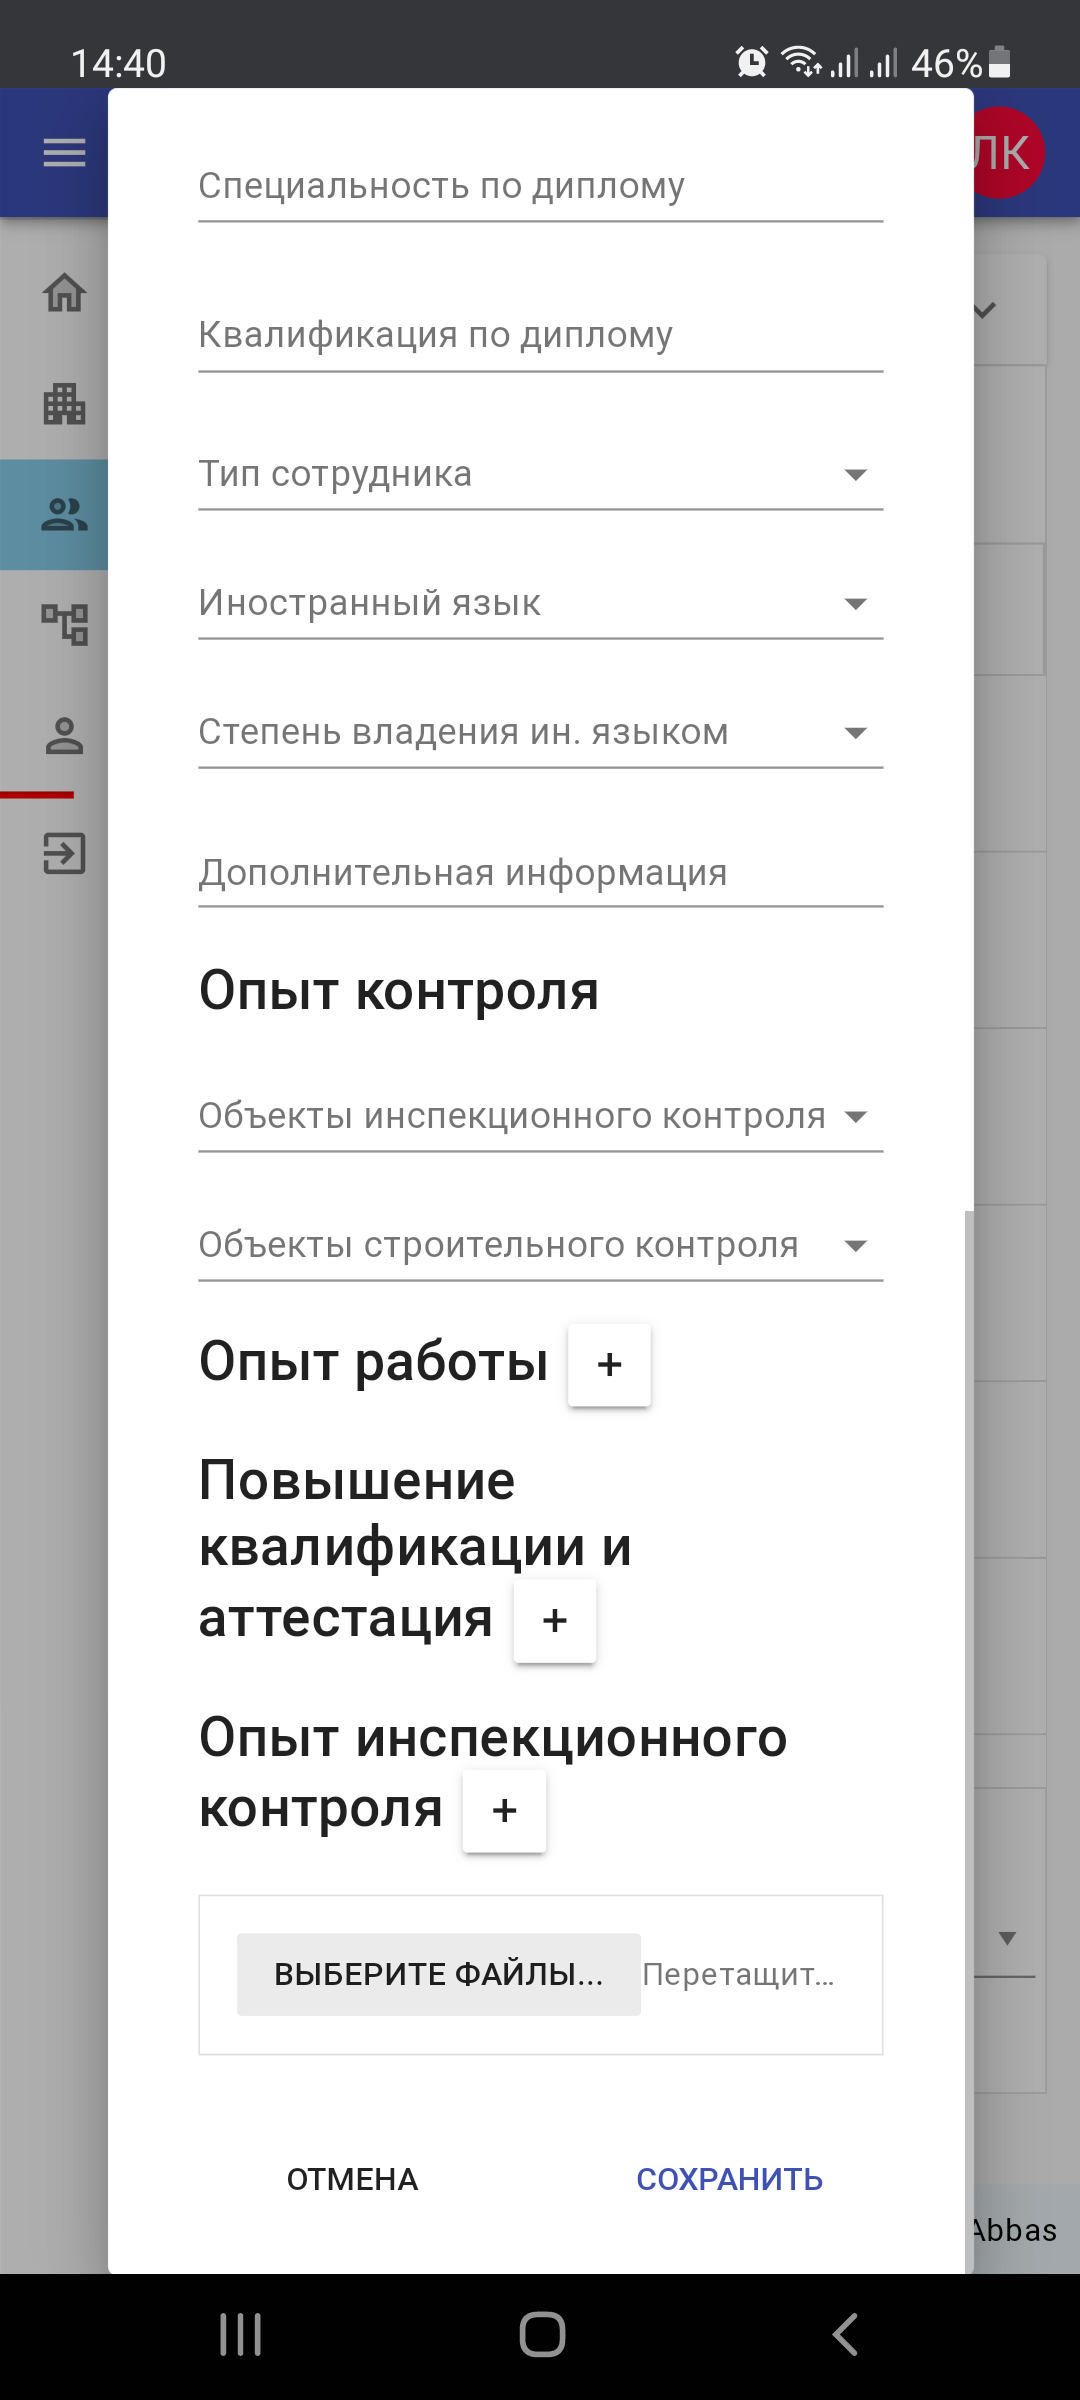 14:40
46%
ЛК
Специальность по диплому
Квалификация по диплому
Тип сотрудника
Иностранный язык
Степень владения ин. языком
Дополнительная информация
Опыт контроля
Объекты инспекционного контроля
Объекты строительного контроля
Опыт работы +
Повышение
квалификации и
аттестация +
Опыт инспекционного
контроля +
ВЫБЕРИТЕ ФАЙЛЫ... Перетащит...
ОТМЕНА СОХРАНИТЬ
Abbas